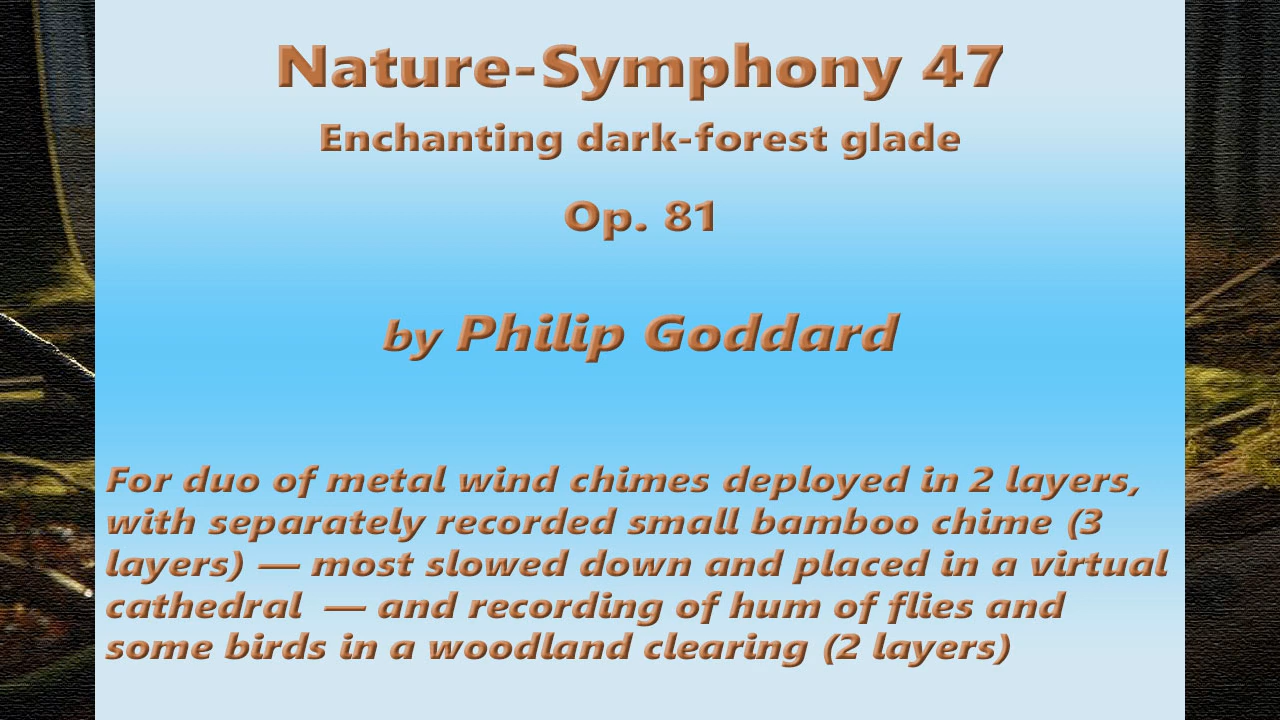 Nature-Symphony 47
Enchanting dark-forest glade
Op. 81
by Philip Goddard
For duo of metal wind chimes deployed in 2 layers,
with separately recorded small bamboo chime (3
layers) — most slowed down and placed in a virtual
cathedral — and recording of hum of flies and
some birds in a woodland clearing (2 layers)